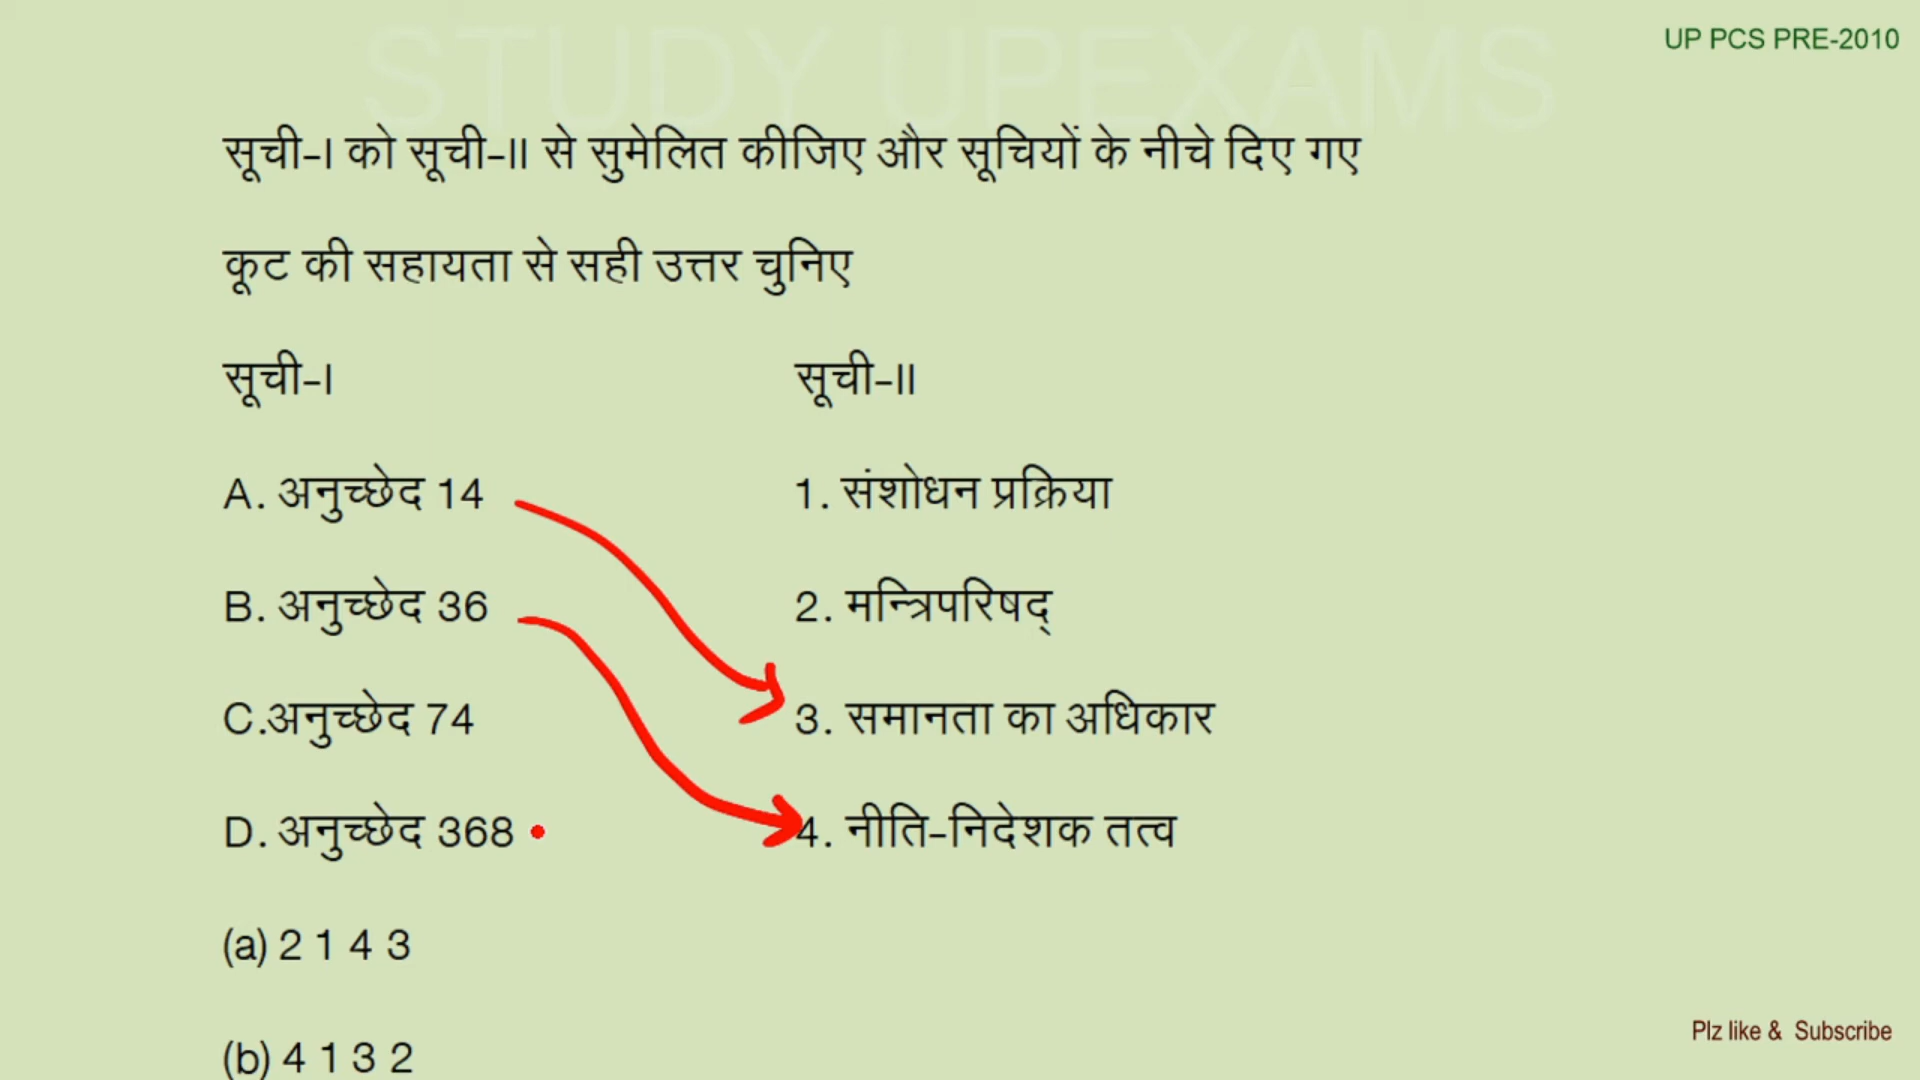 STUDY UPEXAMS
UP PCS PRE-2010
सूची-I को सूची-II से सुमेलित कीजिए और सूचियों के नीचे दिए गए
कूट की सहायता से सही उत्तर चुनिए
सूची-I सूची-II
A. अनुच्छेद 14 1. संशोधन प्रक्रिया
B. अनुच्छेद 36 2. मन्त्रिपरिषद्
C.अनुच्छेद 74 3. समानता का अधिकार
D. अनुच्छेद 368 4. नीति-निदेशक तत्व
(a) 2 1 4 3
(b) 4 1 3 2
Plz like & Subscribe